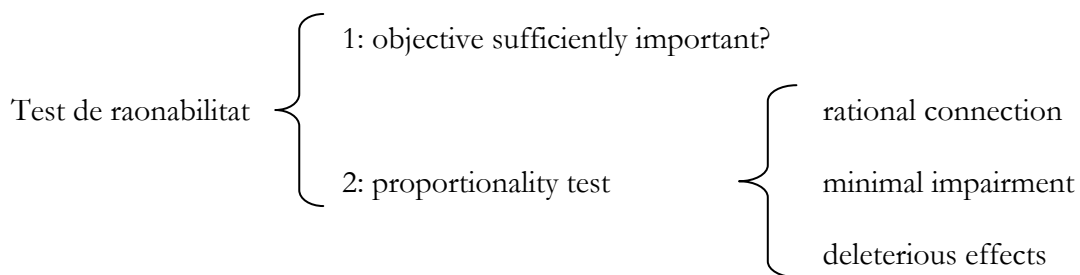 1: objective sufficiently important?
Test de raonabilitat
rational connection
2: proportionality test
minimal impairment
deleterious effects